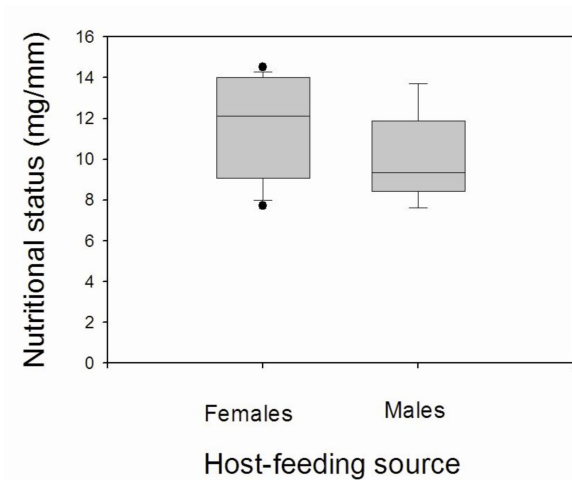 Nutritional status (mg/mm)
16
14
12
10
8
6
4
2
0
Females
Males
Host-feeding source